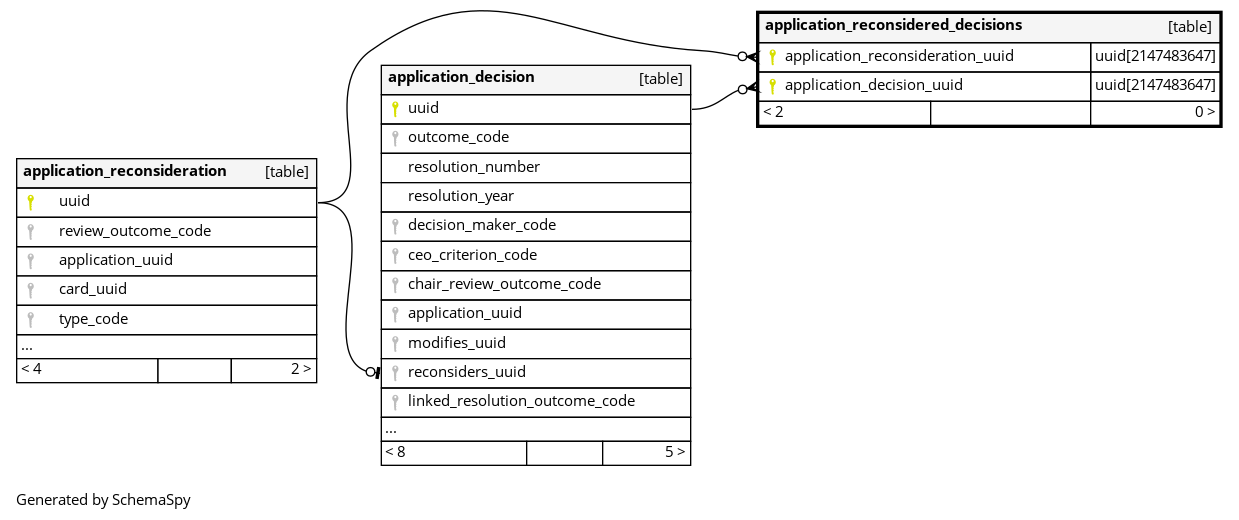 application_reconsidered_decisions [table]
application_reconsideration_uuid uuid[2147483647]
application_decision_uuid uuid[2147483647]
< 2 0 >
application_decision [table]
uuid
outcome_code
resolution_number
resolution_year
decision_maker_code
ceo_criterion_code
chair_review_outcome_code
application_uuid
modifies_uuid
reconsiders_uuid
linked_resolution_outcome_code
...
< 8 5 >
application_reconsideration [table]
uuid
review_outcome_code
application_uuid
card_uuid
type_code
...
< 4 2 >
Generated by SchemaSpy